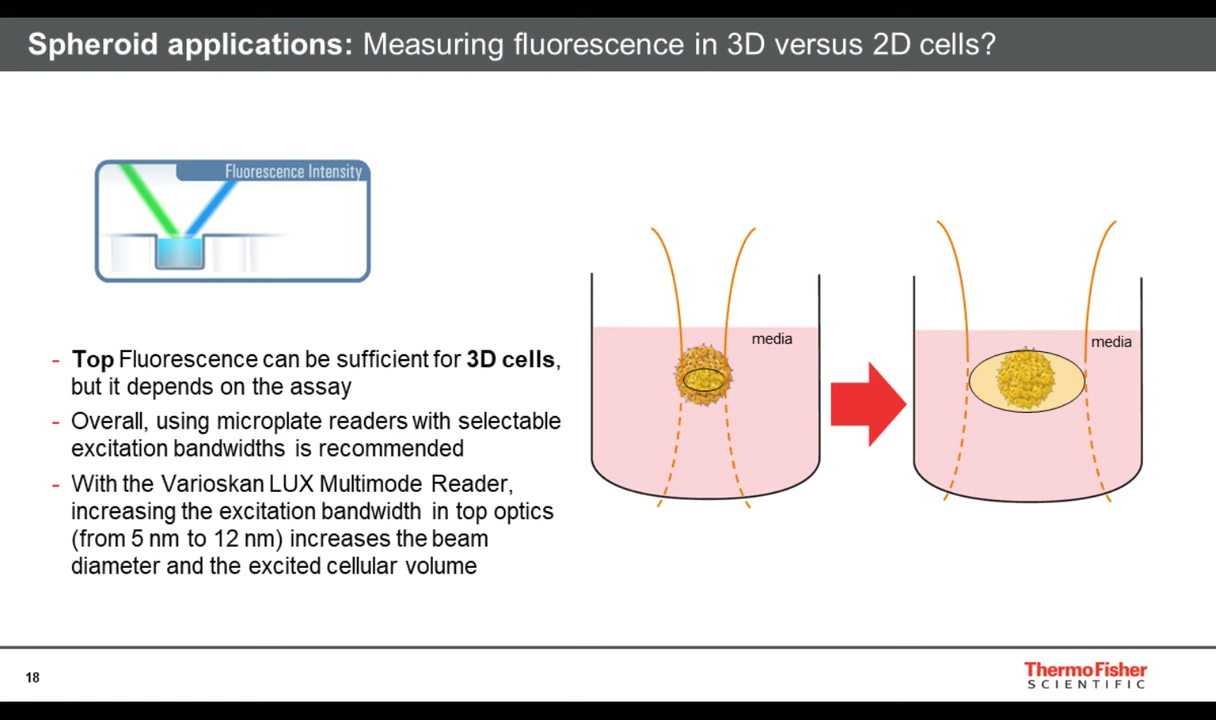 Spheroid applications: Measuring fluorescence in 3D versus 2D cells?
Fluorescence Intensity
- Top Fluorescence can be sufficient for 3D cells,
but it depends on the assay
- Overall, using microplate readers with selectable
excitation bandwidths is recommended
- With the Varioskan LUX Multimode Reader,
increasing the excitation bandwidth in top optics
(from 5 nm to 12 nm) increases the beam
diameter and the excited cellular volume
media
media
18
ThermoFisher
SCIENTIFIC